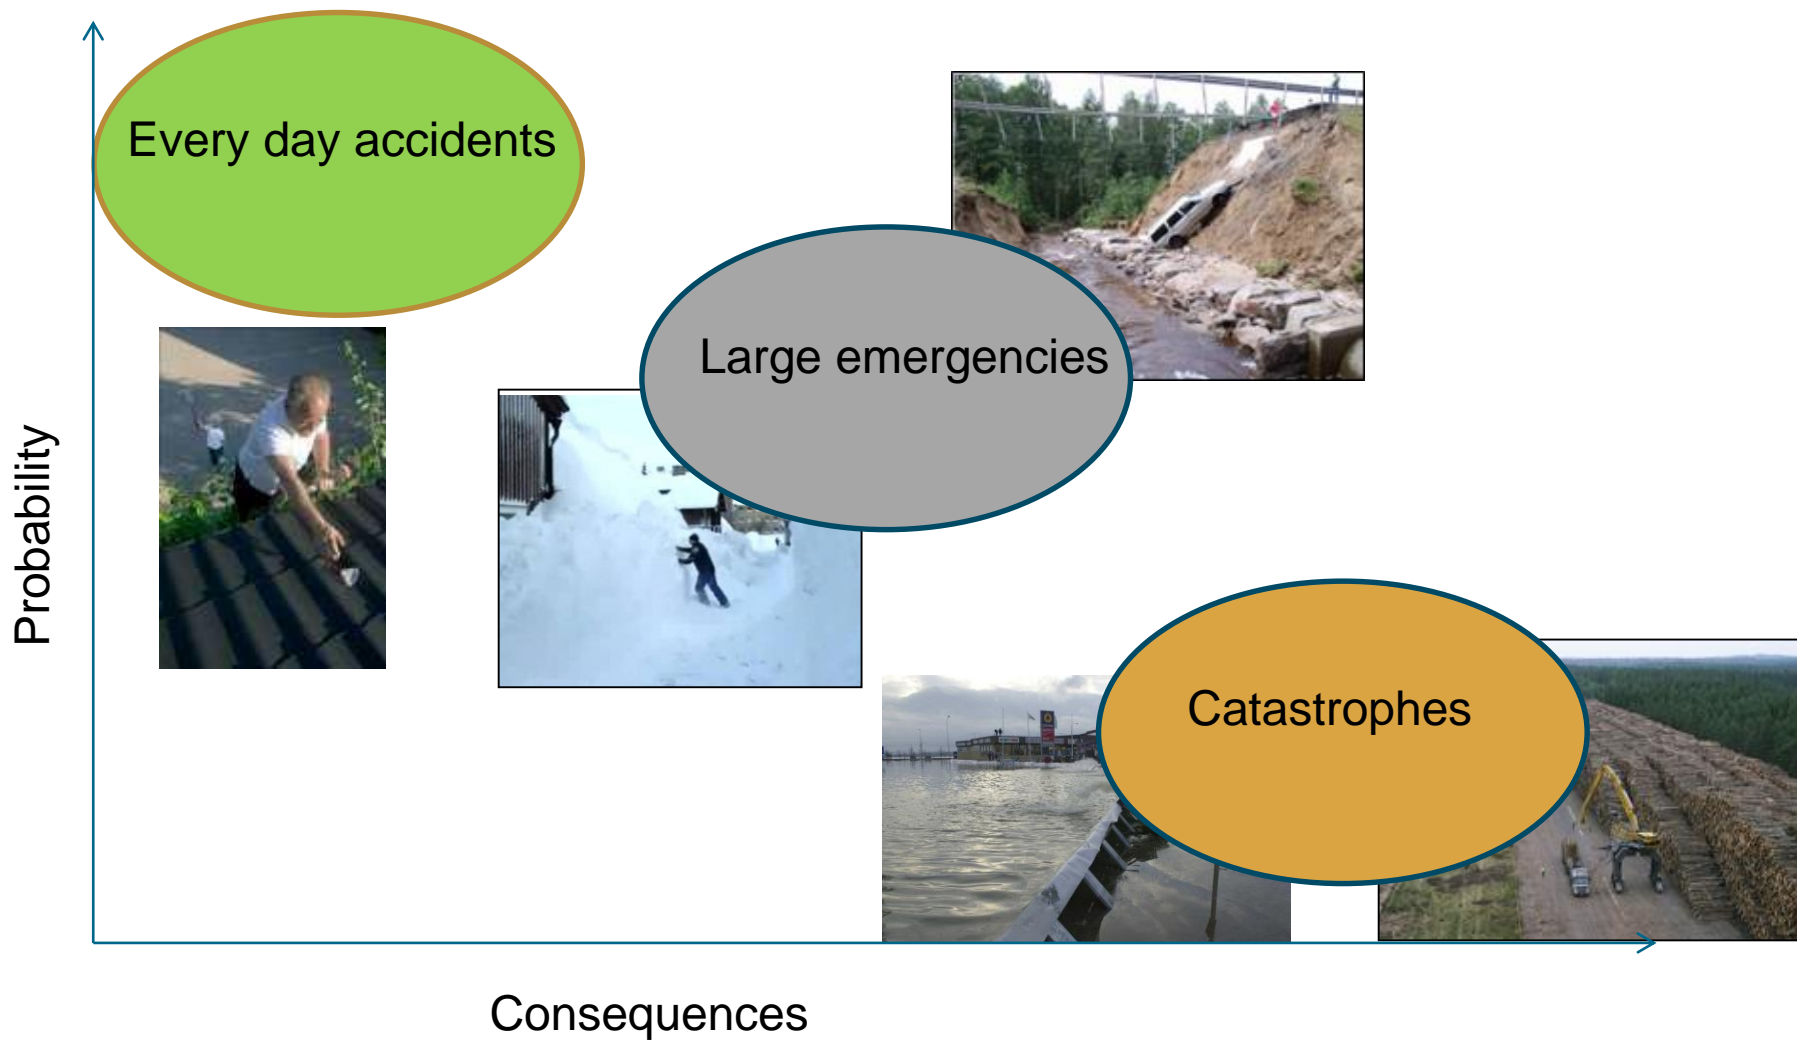 Every day accidents
Large emergencies
Catastrophes
Probability
Consequences